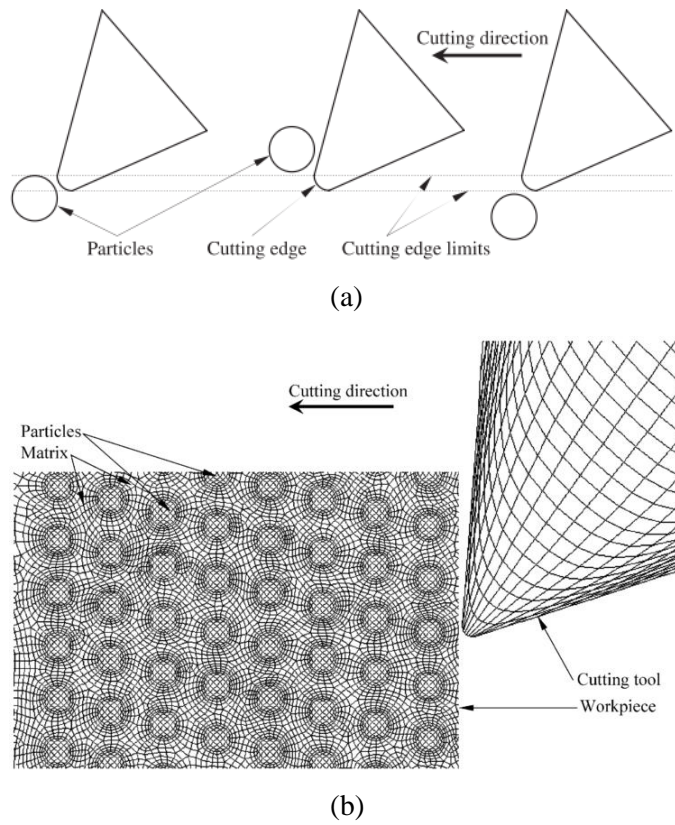 Cutting direction
Particles
Cutting edge
Cutting edge limits
(a)
Cutting direction
Particles
Matrix
Cutting tool
Workpiece
(b)